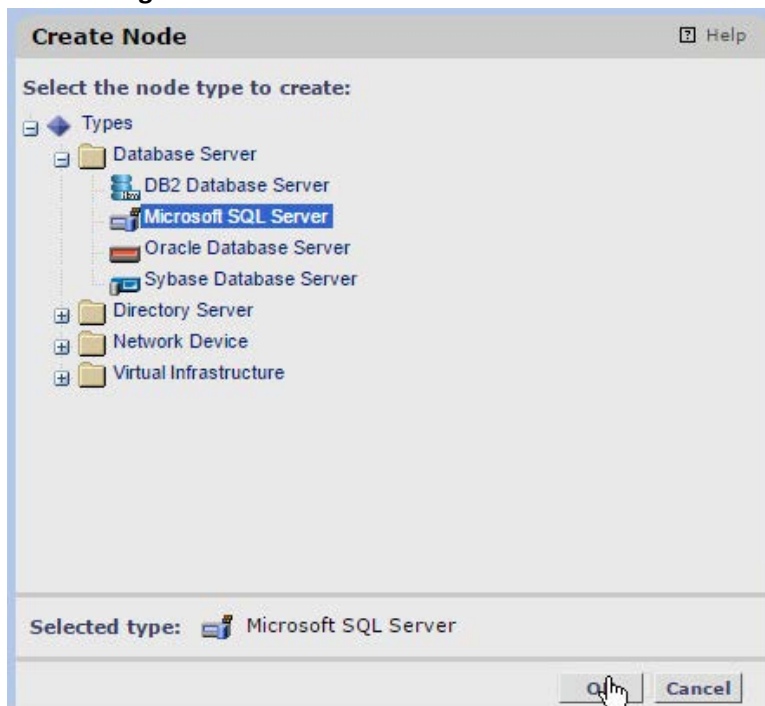 Create Node
? Help
Select the node type to create:
Types
Database Server
DB2 Database Server
Microsoft SQL Server
Oracle Database Server
Sybase Database Server
Directory Server
Network Device
Virtual Infrastructure
Selected type: Microsoft SQL Server
Cancel